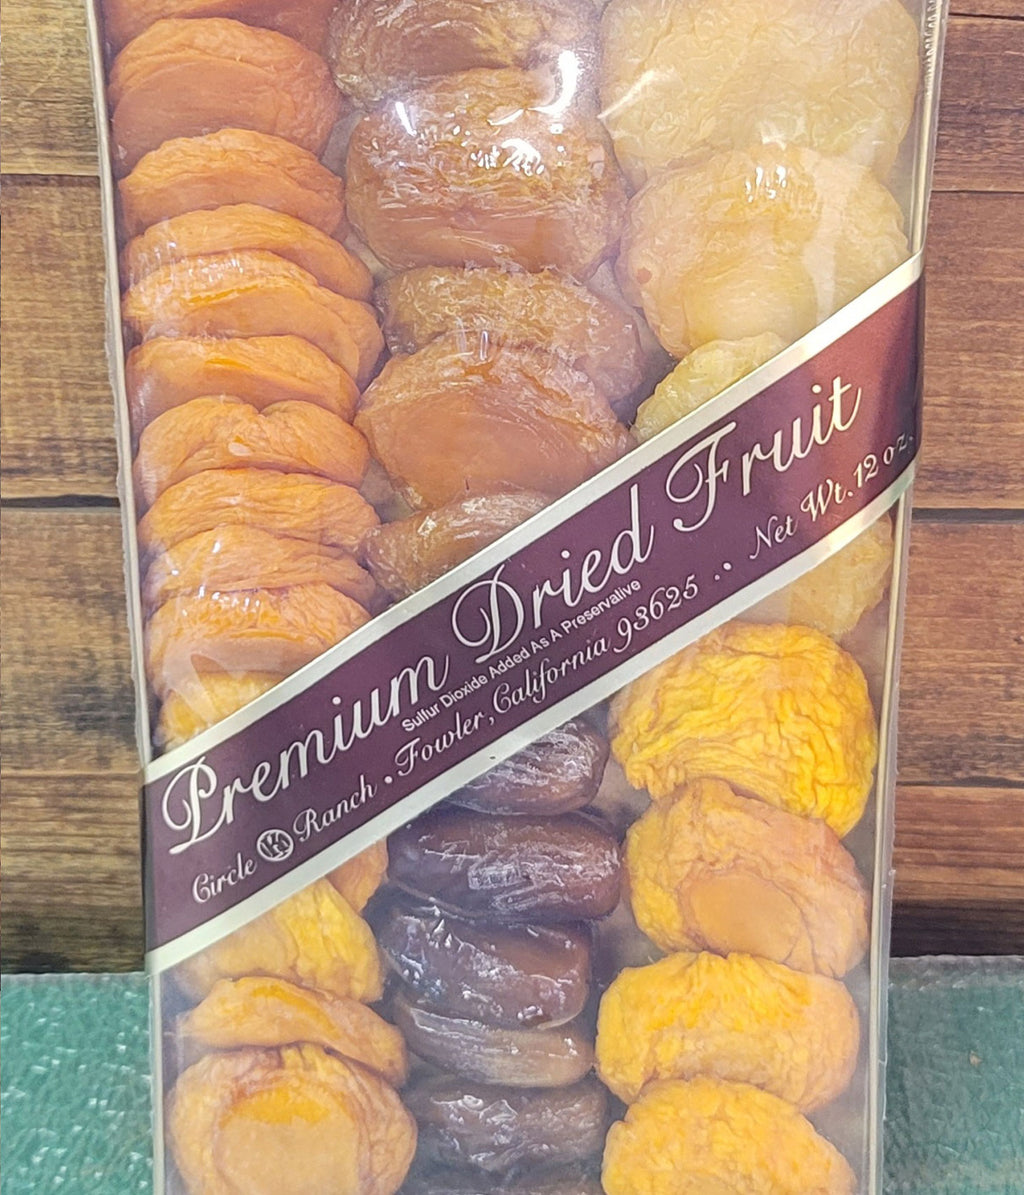 Premium Dried Fruit
Sulfur Dioxide Added As A Preservative
Circle K Ranch . Fowler, California 93625 . . Net Wt. 12 oz.